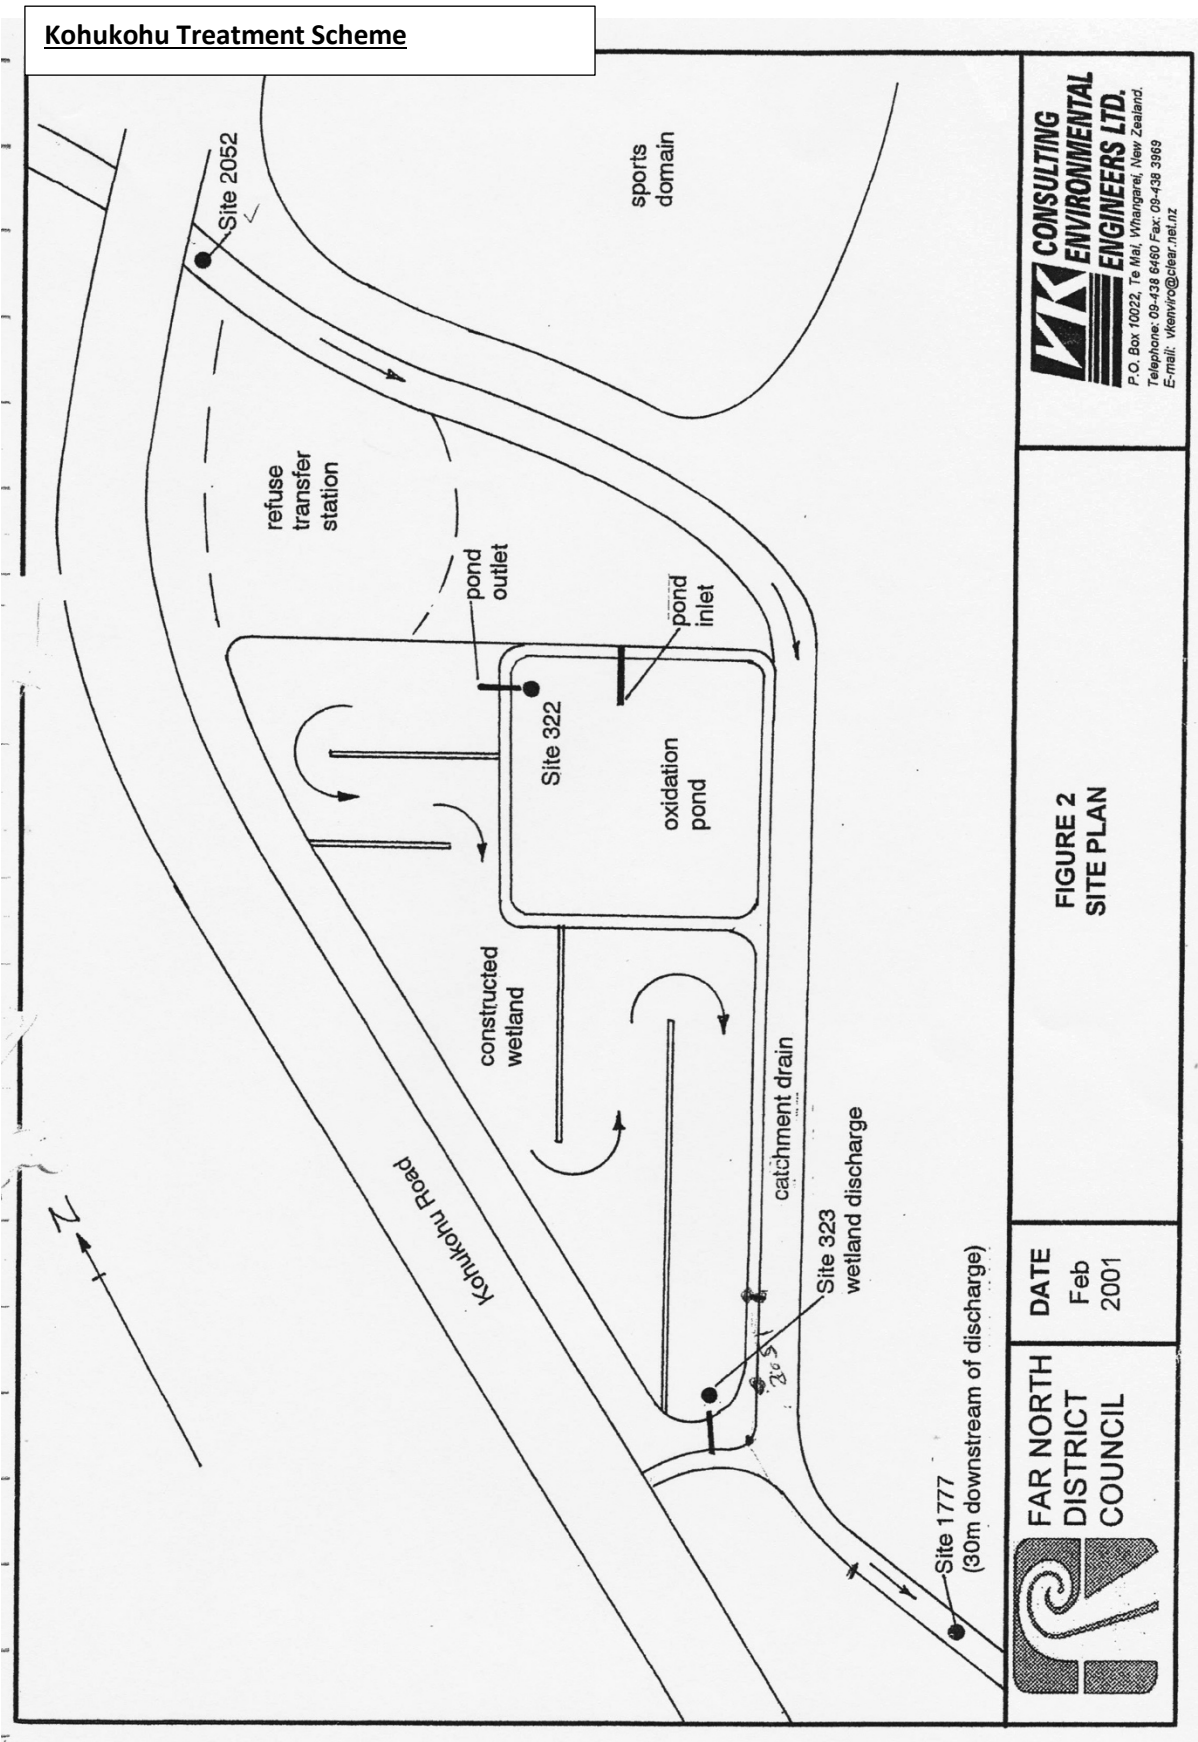 Kohukohu Treatment Scheme
Site 2052
sports
domain
refuse
transfer
station
pond
outlet
pond
inlet
Site 322
oxidation
pond
constructed
wetland
Kohukohu Road
catchment drain
Site 323
wetland discharge
Site 1777
(30m downstream of discharge)
N
VK CONSULTING
ENVIRONMENTAL
ENGINEERS LTD.
P.O. Box 10022, Te Mai, Whangarei, New Zealand.
Telephone: 09-438 6460 Fax: 09-438 3969
E-mail: vkenviro@clear.net.nz
FIGURE 2
SITE PLAN
DATE
Feb
2001
FAR NORTH
DISTRICT
COUNCIL